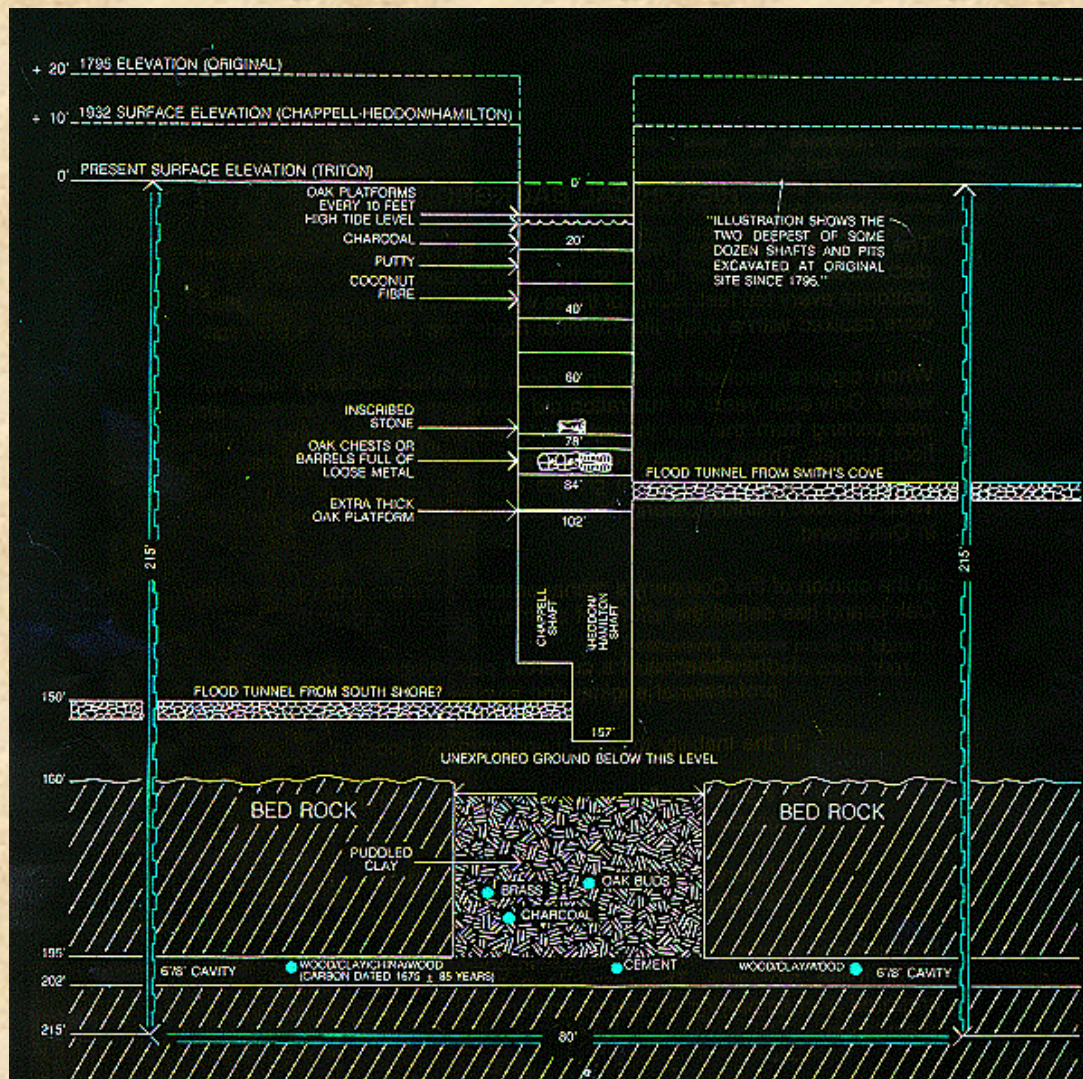 + 20' 1795 ELEVATION (ORIGINAL)
+ 10' 1932 SURFACE ELEVATION (CHAPPELL-HEDDON/HAMILTON)
0' PRESENT SURFACE ELEVATION (TRITON)
0'
OAK PLATFORMS
EVERY 10 FEET
HIGH TIDE LEVEL
CHARCOAL
20'
PUTTY
COCONUT
FIBRE
40'
"ILLUSTRATION SHOWS THE
TWO DEEPEST OF SOME
DOZEN SHAFTS AND PITS
EXCAVATED AT ORIGINAL
SITE SINCE 1795."
60'
INSCRIBED
STONE
78'
OAK CHESTS OR
BARRELS FULL OF
LOOSE METAL
84'
FLOOD TUNNEL FROM SMITH'S COVE
EXTRA THICK
OAK PLATFORM
102'
215'
215'
CHAPPELL
SHAFT
HEDDON/
HAMILTON
SHAFT
150'
FLOOD TUNNEL FROM SOUTH SHORE?
157'
UNEXPLORED GROUND BELOW THIS LEVEL
160'
BED ROCK
BED ROCK
PUDDLED
CLAY
BRASS
OAK BUDS
CHARCOAL
195'
6'/8' CAVITY
WOOD/CLAY/CHINA/WOOD
(CARBON DATED 1675 ± 85 YEARS)
CEMENT
WOOD/CLAY/WOOD
6'/8' CAVITY
202'
215'
80'